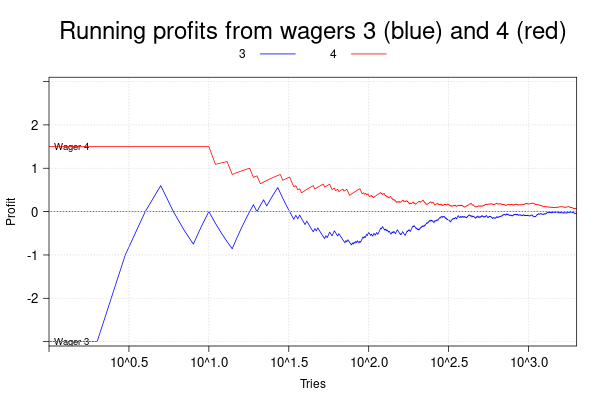 Running profits from wagers 3 (blue) and 4 (red)
3 4
2
Wager 4
1
0
-1
-2
Wager 3
Profit
10^0.5 10^1.0 10^1.5 10^2.0 10^2.5 10^3.0
Tries